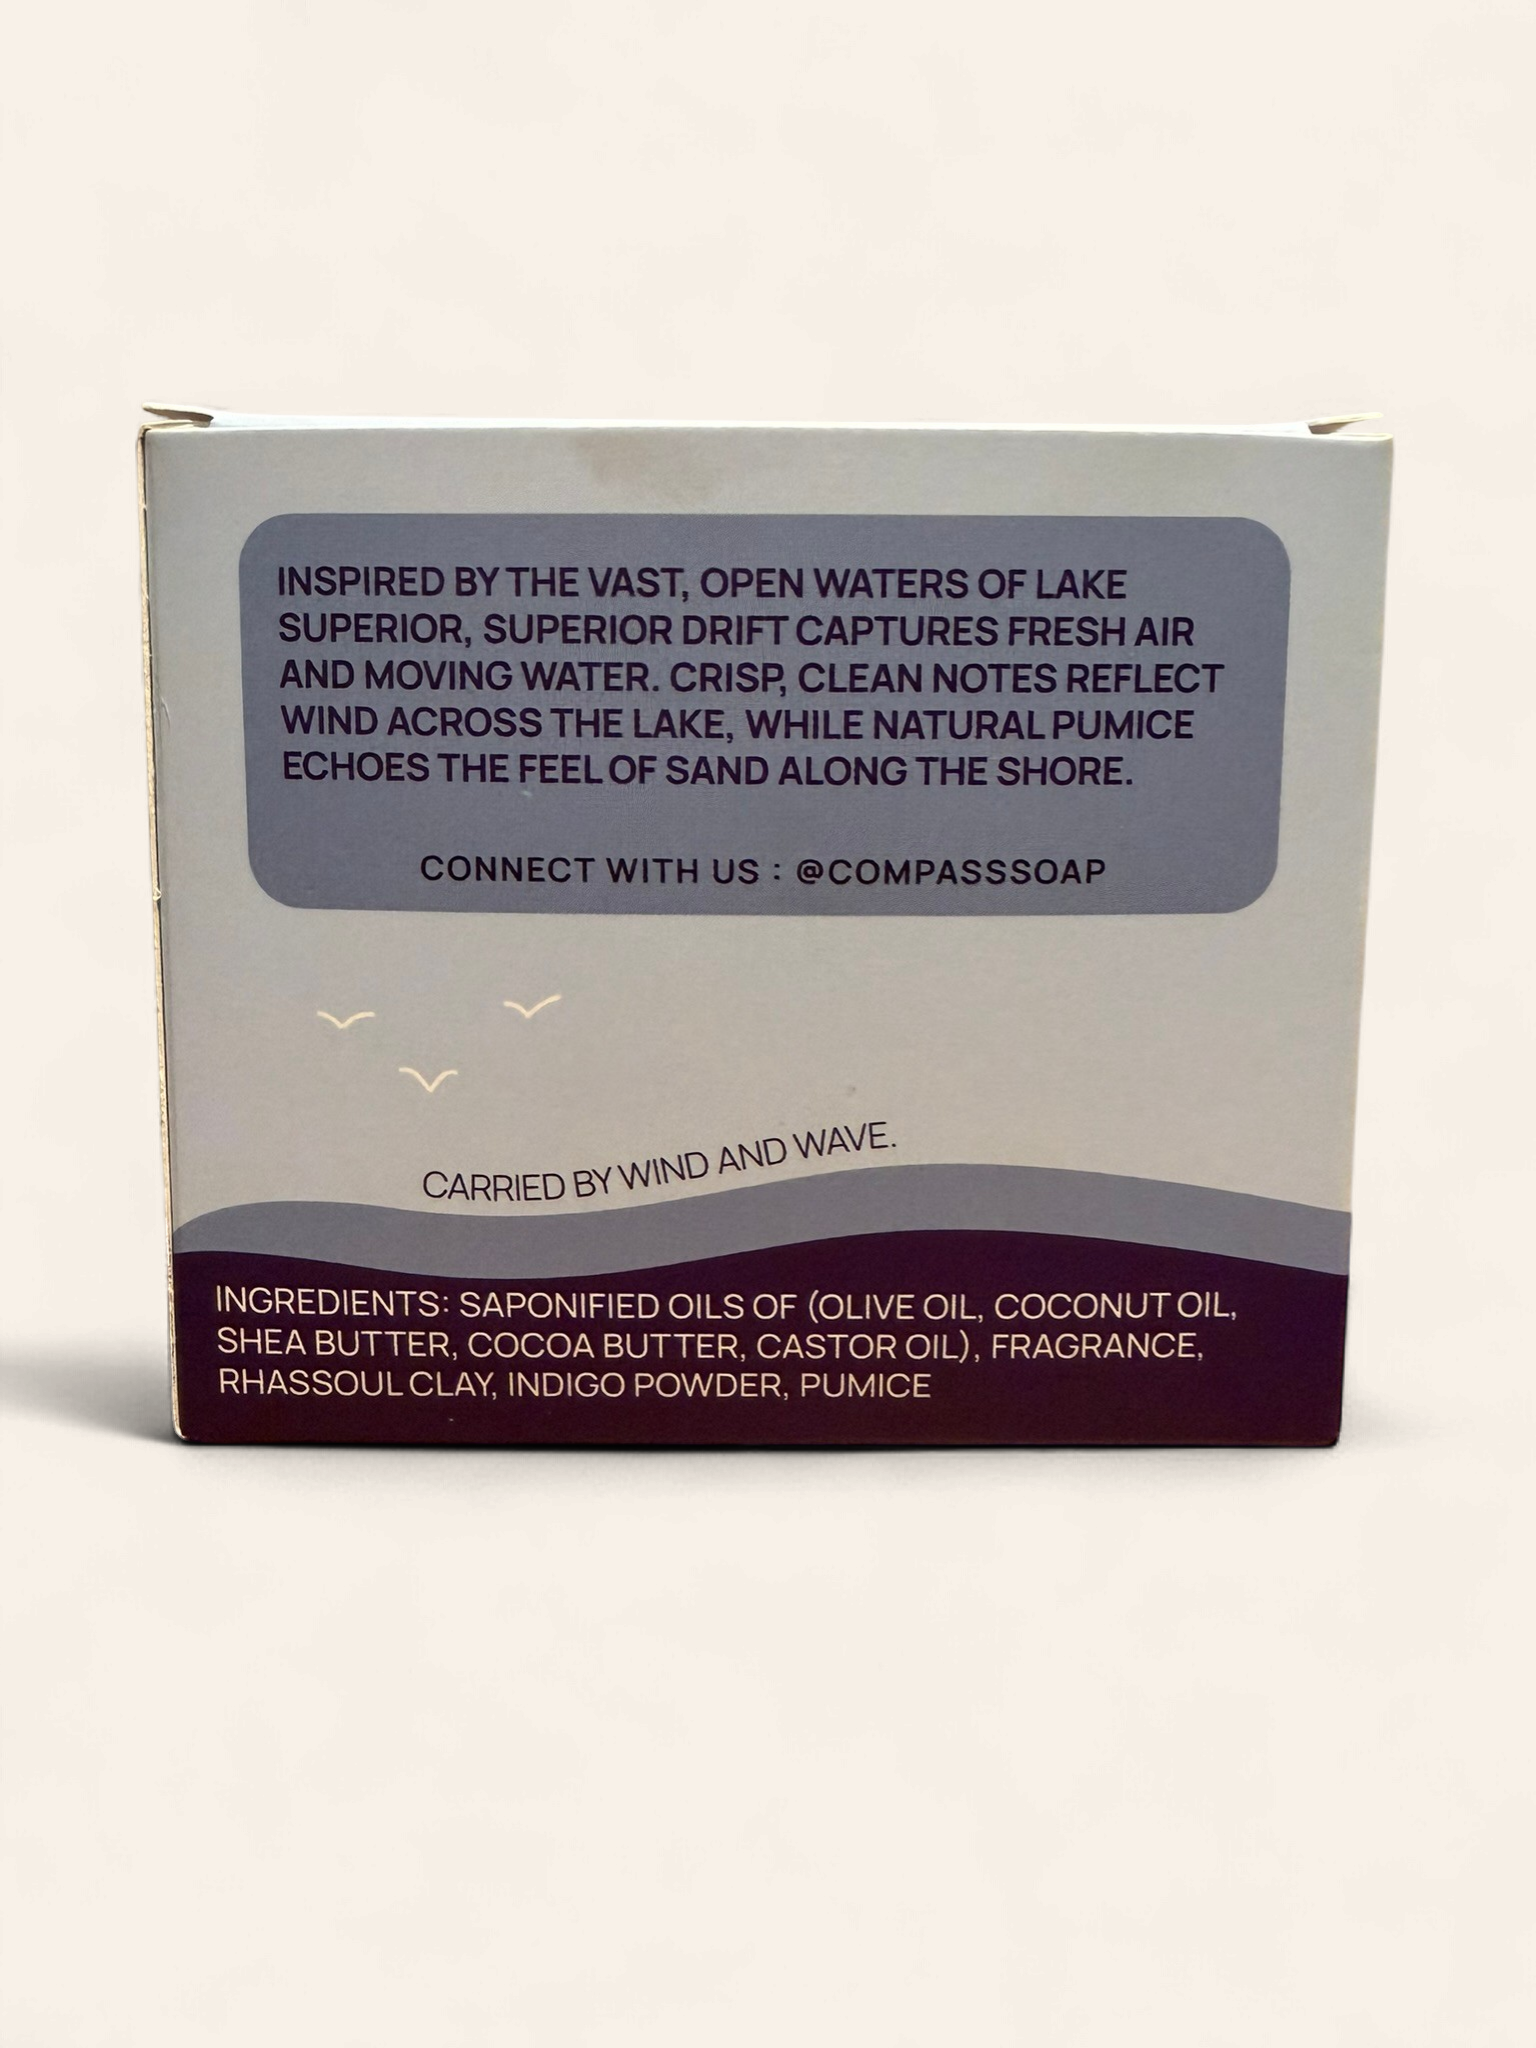 INSPIRED BY THE VAST, OPEN WATERS OF LAKE
SUPERIOR, SUPERIOR DRIFT CAPTURES FRESH AIR
AND MOVING WATER. CRISP, CLEAN NOTES REFLECT
WIND ACROSS THE LAKE, WHILE NATURAL PUMICE
ECHOES THE FEEL OF SAND ALONG THE SHORE.
CONNECT WITH US : @COMPASSSOAP
CARRIED BY WIND AND WAVE.
INGREDIENTS: SAPONIFIED OILS OF (OLIVE OIL, COCONUT OIL,
SHEA BUTTER, COCOA BUTTER, CASTOR OIL), FRAGRANCE,
RHASSOUL CLAY, INDIGO POWDER, PUMICE